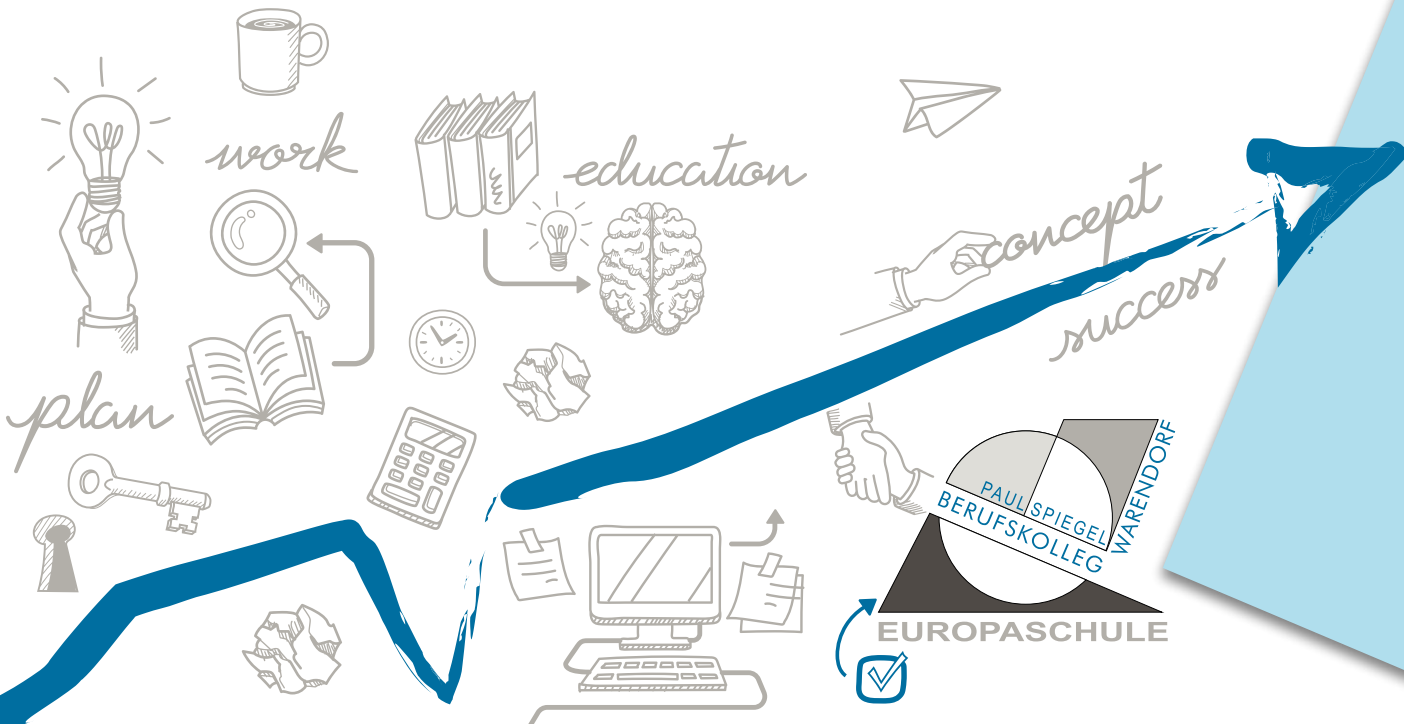 work
education
concept
success
plan
PAUL SPIEGEL
BERUFSKOLLEG
WARENDORF
EUROPASCHULE